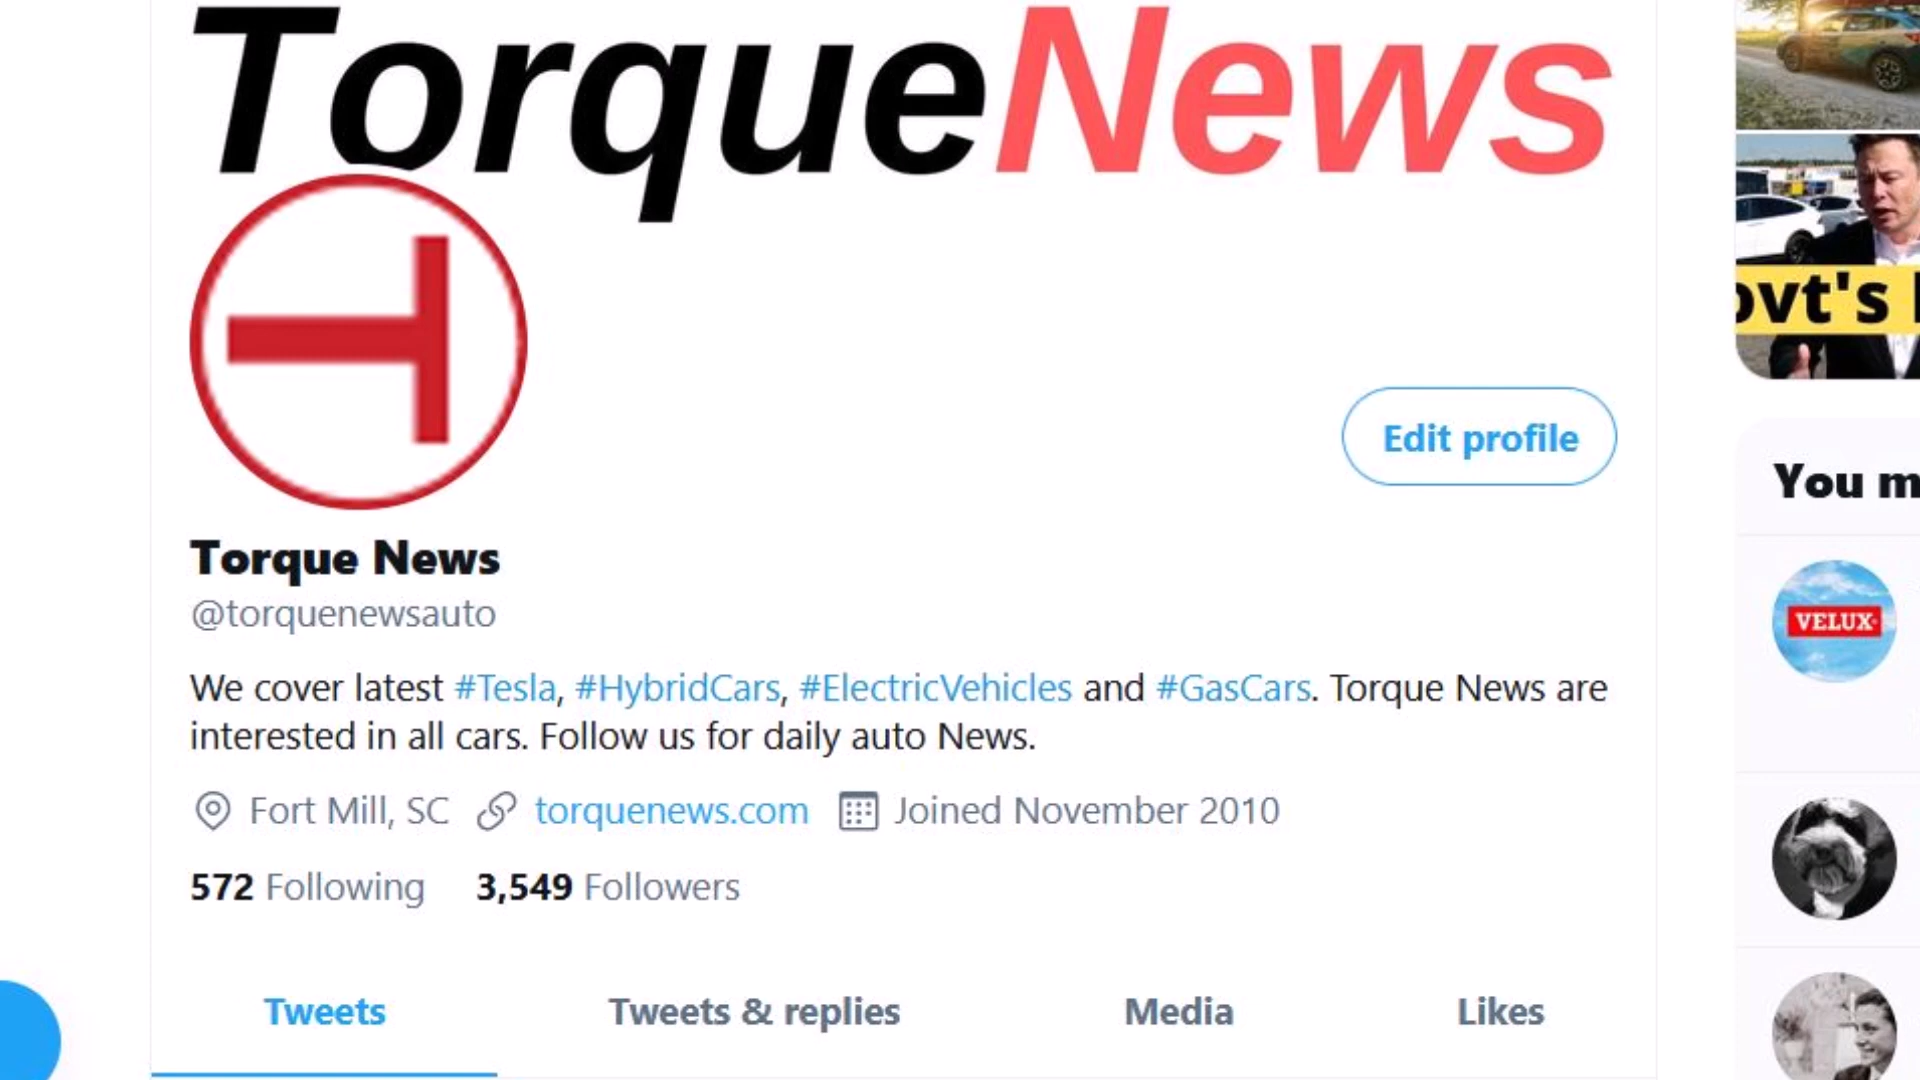 TorqueNews
T
ovt's
Edit profile
You m
Torque News
@torquenewsauto
VELUX
We cover latest #Tesla, #HybridCars, #ElectricVehicles and #GasCars. Torque News are
interested in all cars. Follow us for daily auto News.
Fort Mill, SC torquenews.com Joined November 2010
572 Following 3,549 Followers
Tweets Tweets & replies Media Likes